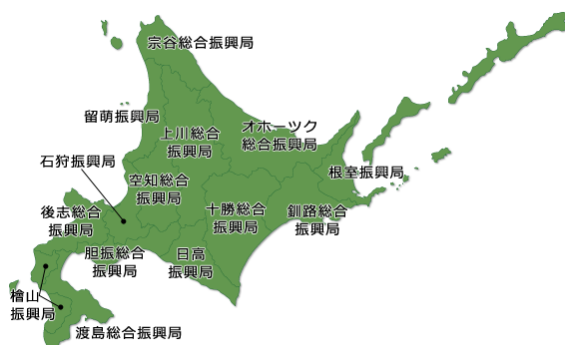 宗谷総合振興局
留萌振興局
上川総合
振興局
オホーツク
総合振興局
石狩振興局
空知総合
振興局
根室振興局
後志総合
振興局
十勝総合
振興局
釧路総合
振興局
胆振総合
振興局
日高
振興局
檜山
振興局
渡島総合振興局